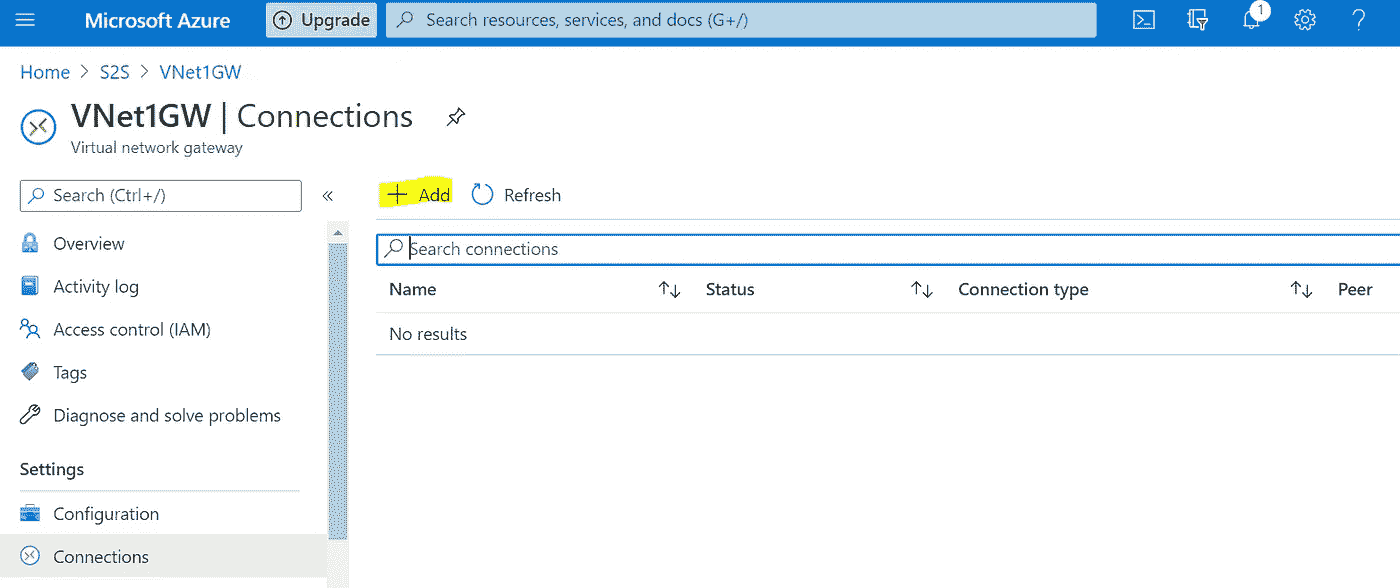 Microsoft Azure Upgrade Search resources, services, and docs (G+/) 1
Home > S2S > VNet1GW
VNet1GW | Connections
Virtual network gateway
Search (Ctrl+/) « + Add Refresh
Overview
Search connections
Activity log
Name Status Connection type Peer
Access control (IAM)
No results
Tags
Diagnose and solve problems
Settings
Configuration
Connections